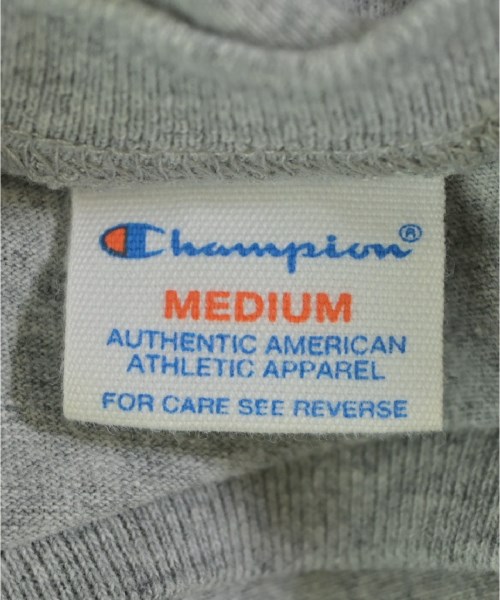 Champion®
MEDIUM
AUTHENTIC AMERICAN
ATHLETIC APPAREL
FOR CARE SEE REVERSE